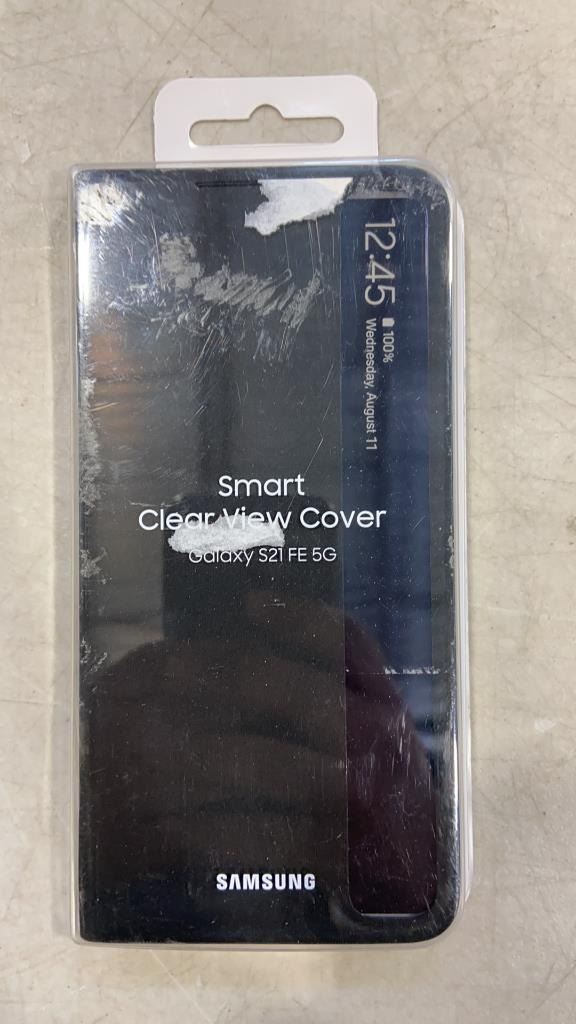 12:45
100%
Wednesday, August 11
Smart
Clear View Cover
Galaxy S21 FE 5G
SAMSUNG